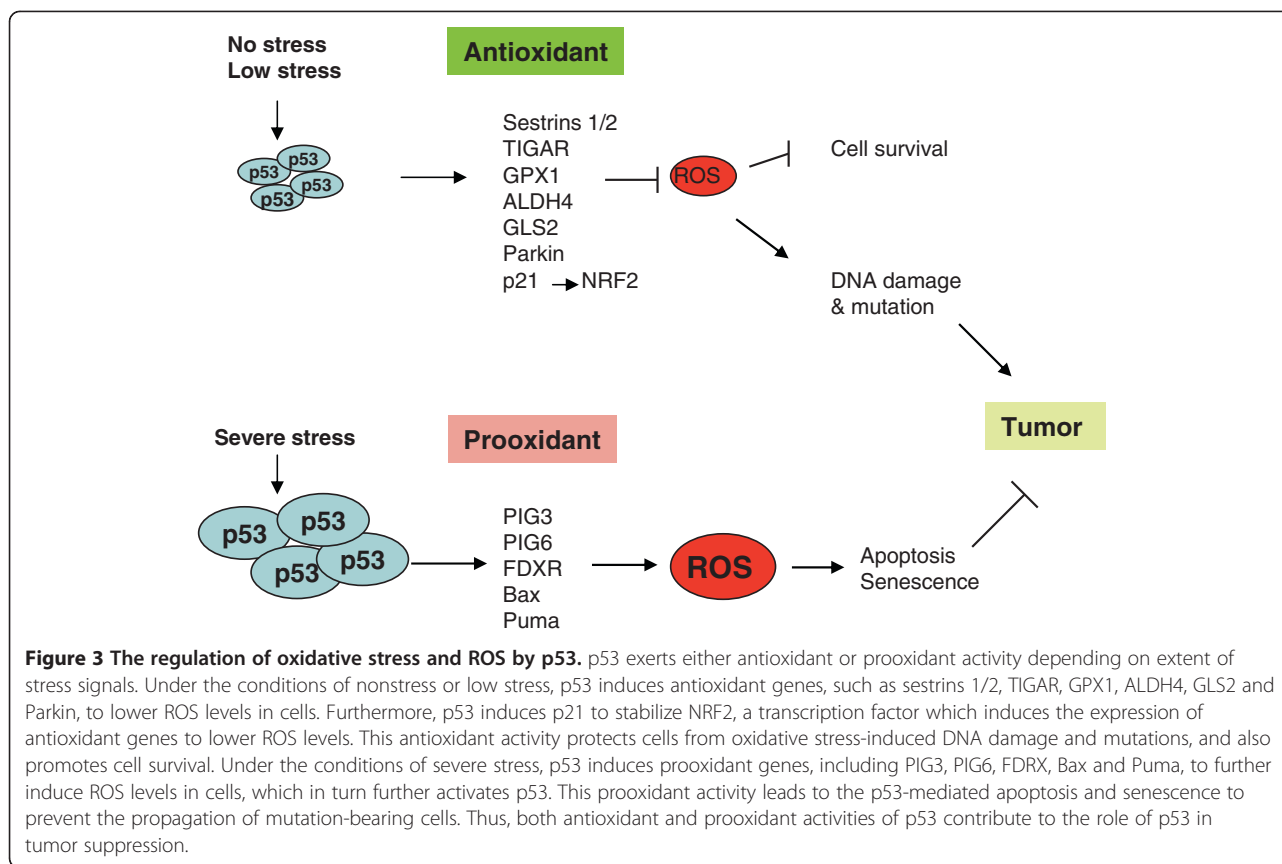 No stress
Low stress
Antioxidant
p53
p53
p53
p53
Sestrins 1/2
TIGAR
GPX1
ALDH4
GLS2
Parkin
p21 → NRF2
ROS
Cell survival
DNA damage
& mutation
Severe stress
Prooxidant
Tumor
p53
p53
p53
p53
PIG3
PIG6
FDXR
Bax
Puma
ROS
Apoptosis
Senescence
Figure 3 The regulation of oxidative stress and ROS by p53. p53 exerts either antioxidant or prooxidant activity depending on extent of
stress signals. Under the conditions of nonstress or low stress, p53 induces antioxidant genes, such as sestrins 1/2, TIGAR, GPX1, ALDH4, GLS2 and
Parkin, to lower ROS levels in cells. Furthermore, p53 induces p21 to stabilize NRF2, a transcription factor which induces the expression of
antioxidant genes to lower ROS levels. This antioxidant activity protects cells from oxidative stress-induced DNA damage and mutations, and also
promotes cell survival. Under the conditions of severe stress, p53 induces prooxidant genes, including PIG3, PIG6, FDRX, Bax and Puma, to further
induce ROS levels in cells, which in turn further activates p53. This prooxidant activity leads to the p53-mediated apoptosis and senescence to
prevent the propagation of mutation-bearing cells. Thus, both antioxidant and prooxidant activities of p53 contribute to the role of p53 in
tumor suppression.